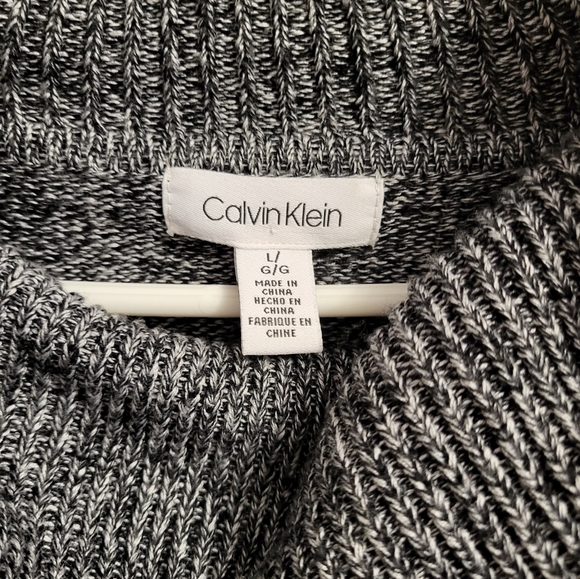 Calvin Klein
L/
G/G
MADE IN
CHINA
HECHO EN
CHINA
FABRIQUE EN
CHINE